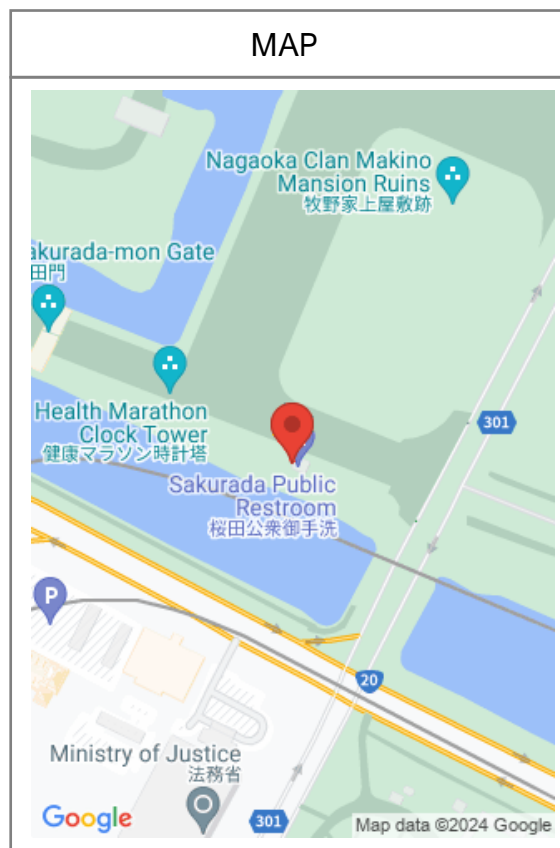 MAP
Nagaoka Clan Makino
Mansion Ruins
牧野家上屋敷跡
akurada-mon Gate
田門
Health Marathon
Clock Tower
健康マラソン時計塔
301
Sakurada Public
Restroom
桜田公衆御手洗
P
20
Ministry of Justice
法務省
Google
301
Map data ©2024 Google